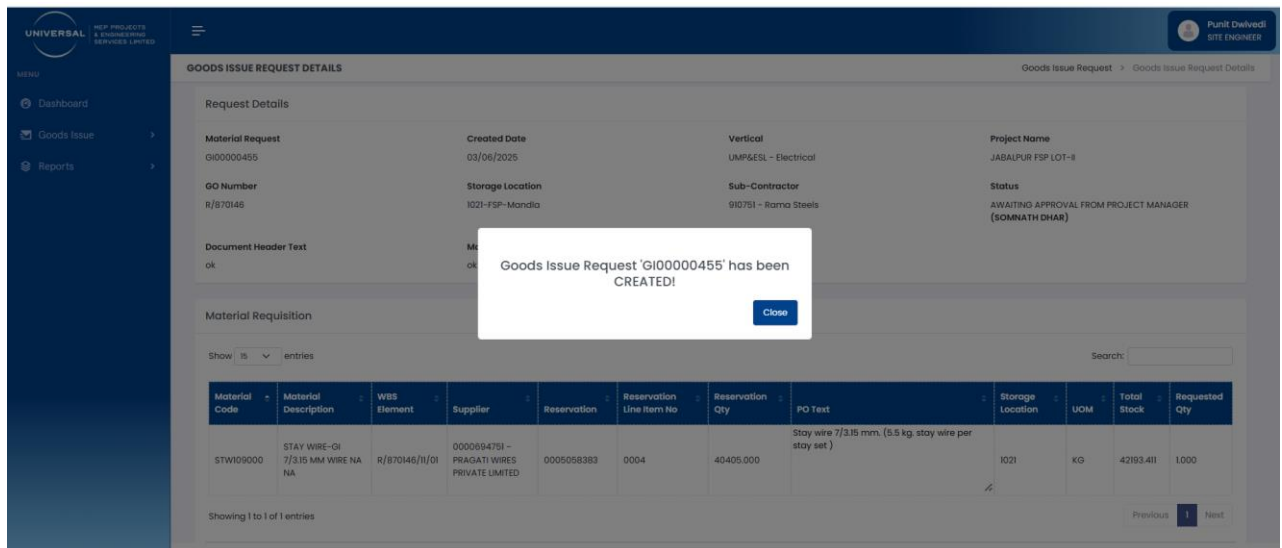 UNIVERSAL
MEP PROJECTS
& ENGINEERING
SERVICES LIMITED
Punit Dwivedi
SITE ENGINEER
MENU
Dashboard
Goods Issue
Reports
GOODS ISSUE REQUEST DETAILS
Goods Issue Request > Goods Issue Request Details
Request Details
Material Request
GI00000455
Created Date
03/06/2025
Vertical
UMP&ESL - Electrical
Project Name
JABALPUR FSP LOT-II
GO Number
R/870146
Storage Location
1021-FSP-Mandla
Sub-Contractor
910751 - Rama Steels
Status
AWAITING APPROVAL FROM PROJECT MANAGER
(SOMNATH DHAR)
Document Header Text
ok
ok
Goods Issue Request 'GI00000455' has been
CREATED!
Close
Material Requisition
Show 15 entries
Search:
Material
Code
Material
Description
WBS
Element
Supplier
Reservation
Reservation
Line Item No
Reservation
Qty
PO Text
Storage
Location
UOM
Total
Stock
Requested
Qty
STW109000
STAY WIRE-GI
7/3.15 MM WIRE NA
NA
R/870146/11/01
0000694751 -
PRAGATI WIRES
PRIVATE LIMITED
0005058383
0004
40405.000
Stay wire 7/3.15 mm. (5.5 kg. stay wire per
stay set )
1021
KG
42193.411
1.000
Showing 1 to 1 of 1 entries
Previous 1 Next